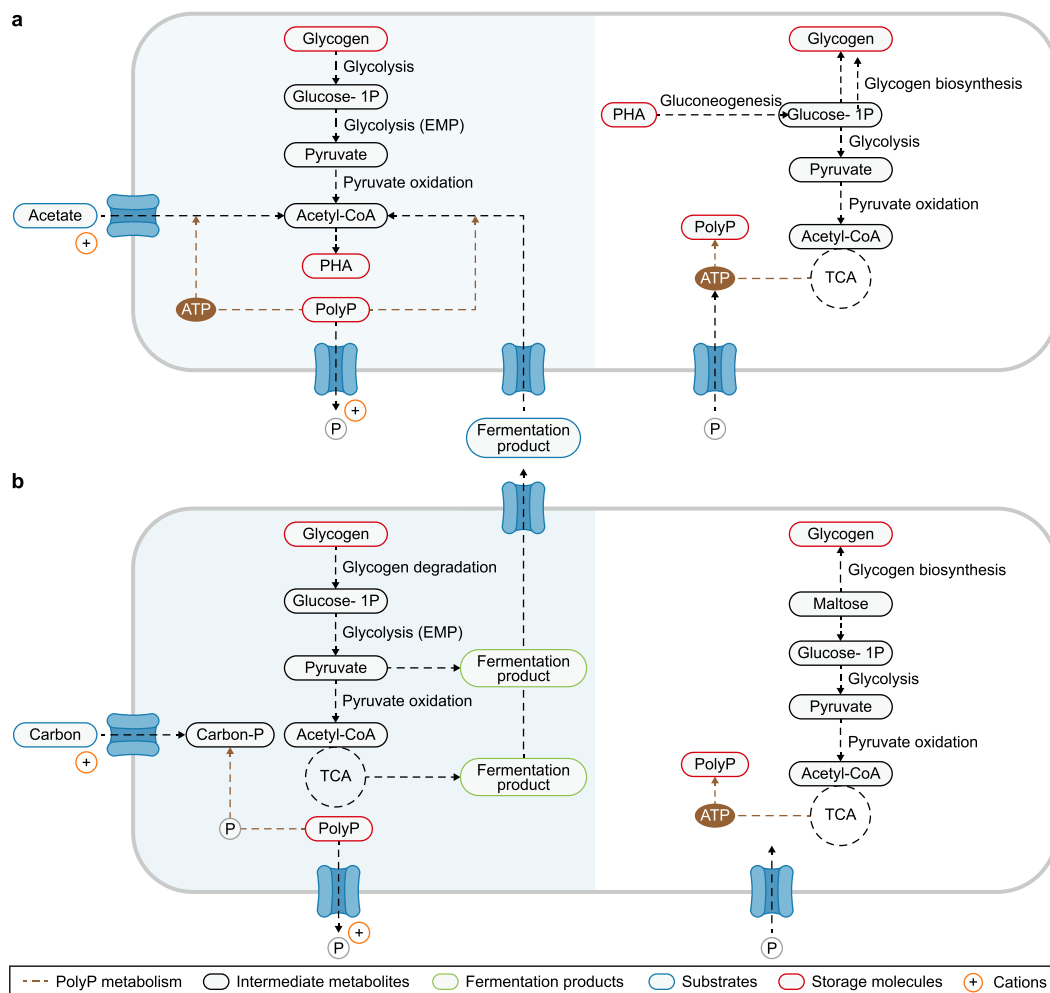 a
Glycogen
Glycolysis
Glucose- 1P
Glycolysis (EMP)
Pyruvate
Pyruvate oxidation
Acetate
+
Acetyl-CoA
PHA
ATP
PolyP
+
P
Fermentation
product
Glycogen
Glycogen biosynthesis
PHA
Gluconeogenesis
Glucose- 1P
Glycolysis
Pyruvate
Pyruvate oxidation
PolyP
Acetyl-CoA
ATP
TCA
P
b
Glycogen
Glycogen degradation
Glucose- 1P
Glycolysis (EMP)
Pyruvate
Fermentation
product
Pyruvate oxidation
Carbon
+
Carbon-P
Acetyl-CoA
TCA
Fermentation
product
P
PolyP
+
P
Glycogen
Glycogen biosynthesis
Maltose
Glucose- 1P
Glycolysis
Pyruvate
Pyruvate oxidation
PolyP
Acetyl-CoA
ATP
TCA
P
PolyP metabolism
Intermediate metabolites
Fermentation products
Substrates
Storage molecules
+ Cations